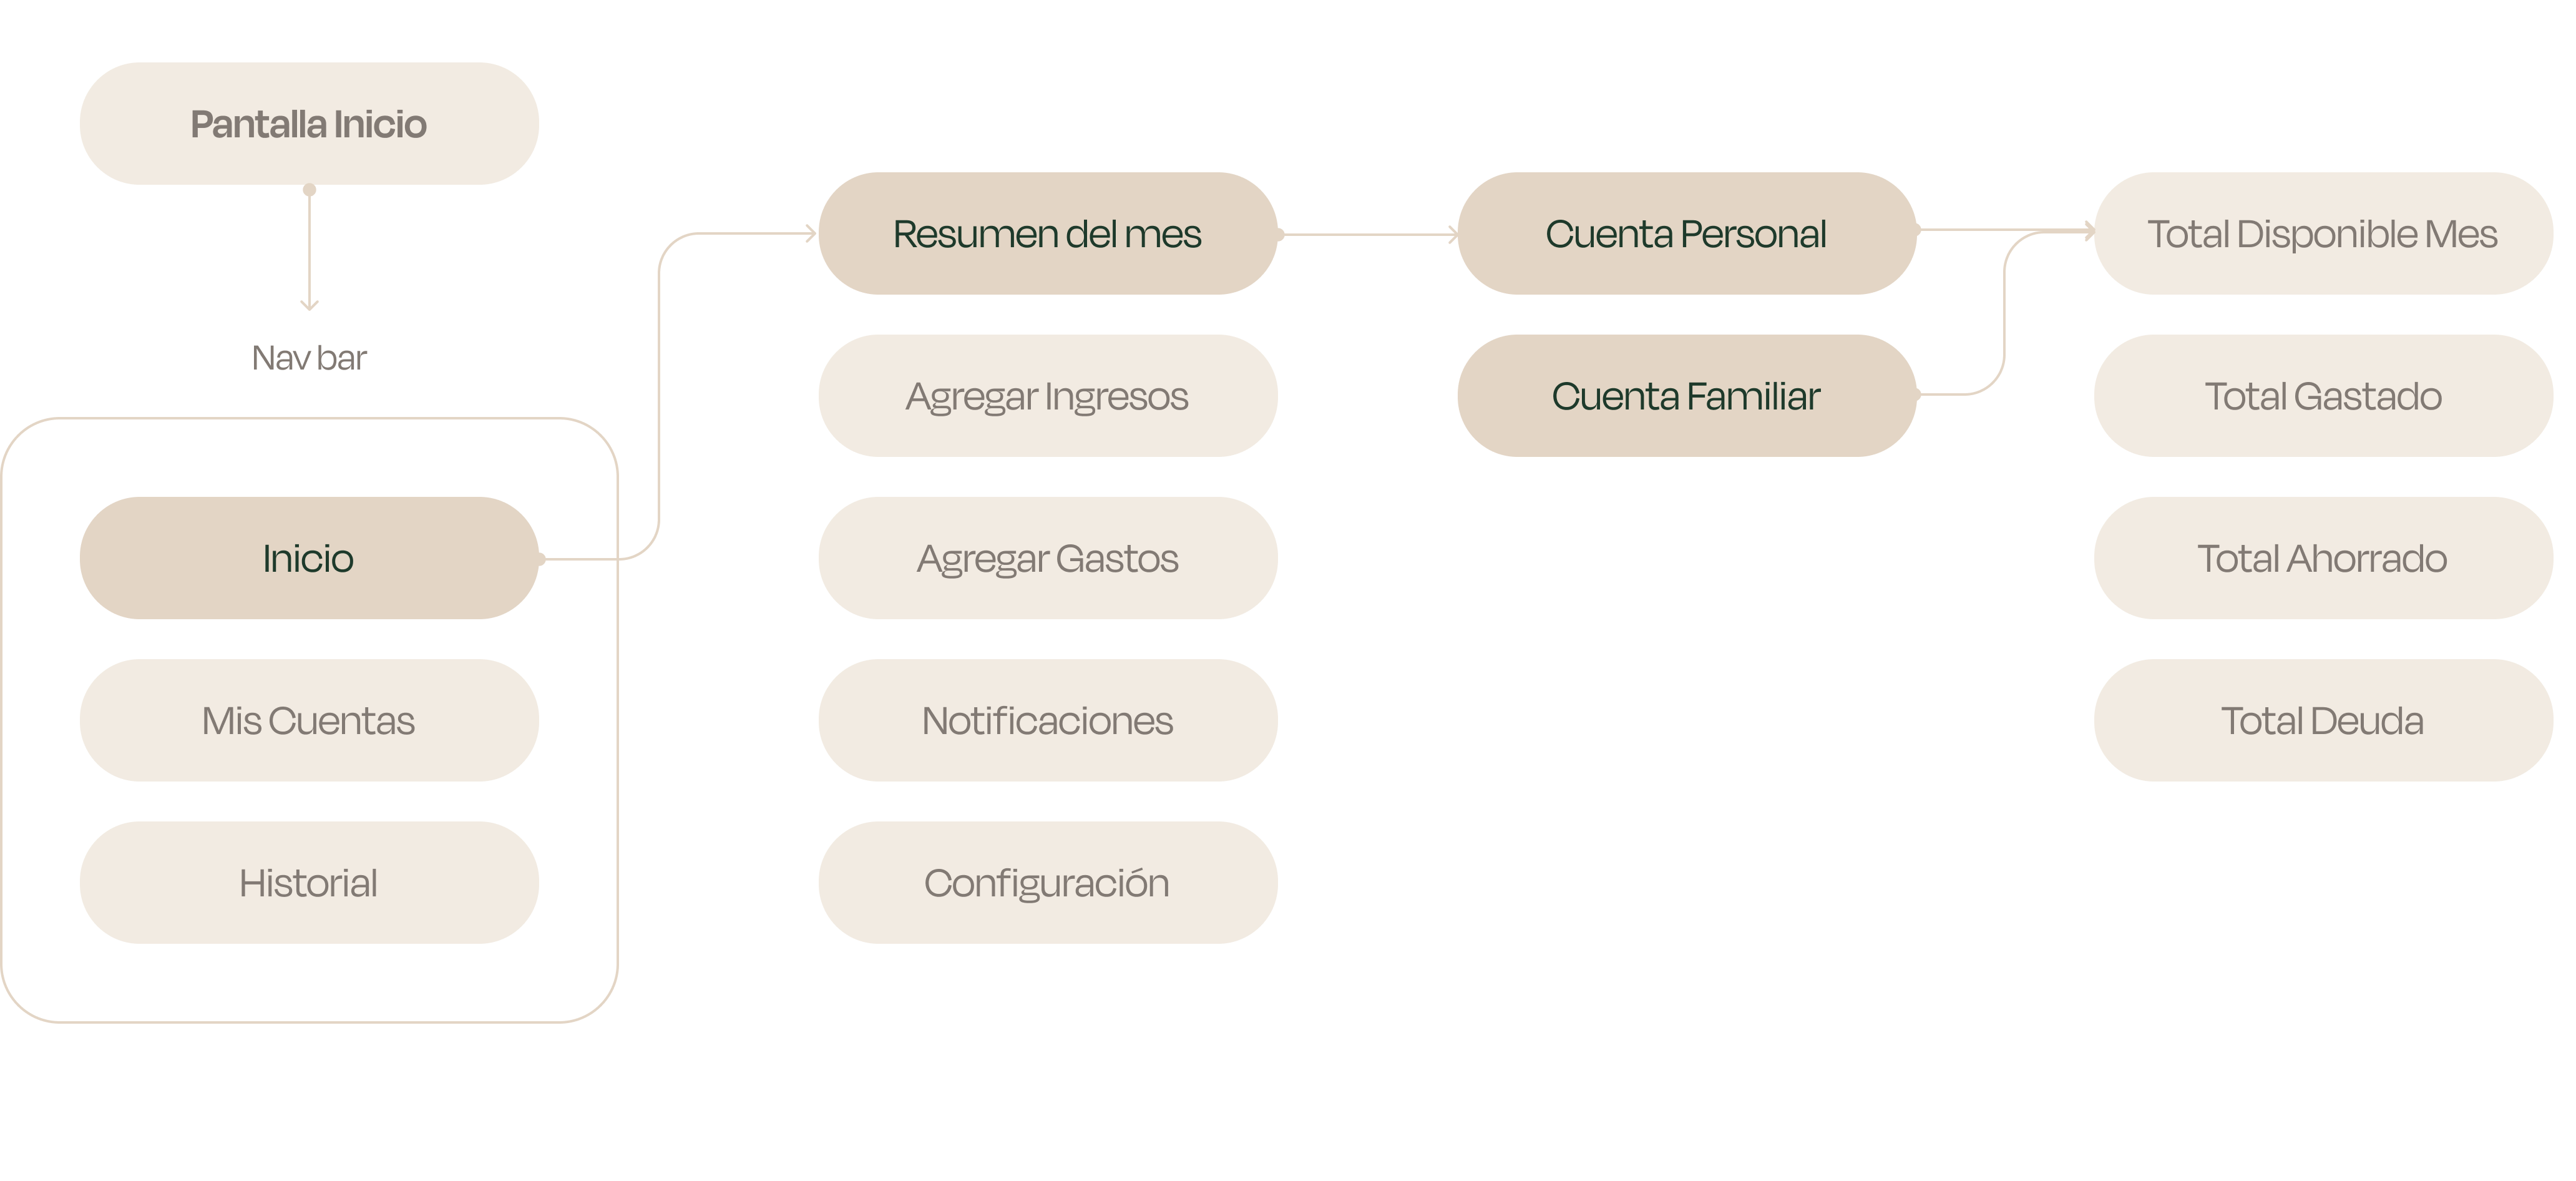 Pantalla Inicio
Nav bar
Inicio
Mis Cuentas
Historial
Resumen del mes
Agregar Ingresos
Agregar Gastos
Notificaciones
Configuración
Cuenta Personal
Cuenta Familiar
Total Disponible Mes
Total Gastado
Total Ahorrado
Total Deuda